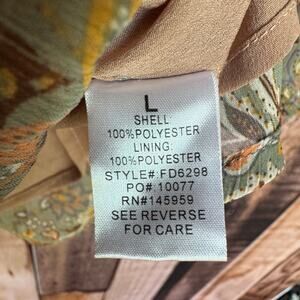 L
SHELL:
100%POLYESTER
LINING:
100%POLYESTER
STYLE#:FD6298
PO#:10077
RN#145959
SEE REVERSE
FOR CARE